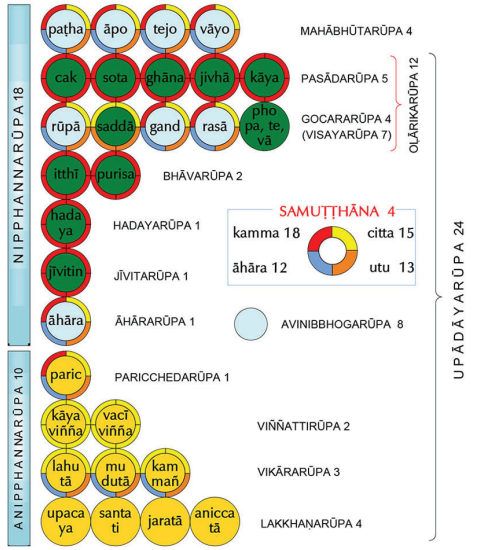 NIPPHANNARŪPA 18
paṭha
āpo
tejo
vāyo
MAHĀBHŪTARŪPA 4
cak
sota
ghāna
jivhā
kāya
PASĀDARŪPA 5
rūpā
saddā
gand
rasā
pho
pa, te,
vā
GOCARARŪPA 4
(VISAYARŪPA 7)
OḶĀRIKARŪPA 12
itthī
purisa
BHĀVARŪPA 2
hada
ya
HADAYARŪPA 1
jīvitin
JĪVITARŪPA 1
āhāra
ĀHĀRARŪPA 1
SAMUṬṬHĀNA 4
kamma 18
citta 15
āhāra 12
utu 13
AVINIBBHOGARŪPA 8
UPĀDĀYARŪPA 24
ANIPPHANNARŪPA 10
paric
PARICCHEDARŪPA 1
kāya
viñña
vacī
viñña
VIÑÑATTIRŪPA 2
lahu
tā
mu
dutā
kam
mañ
VIKĀRARŪPA 3
upaca
ya
santa
ti
jaratā
anicca
tā
LAKKHAṆARŪPA 4